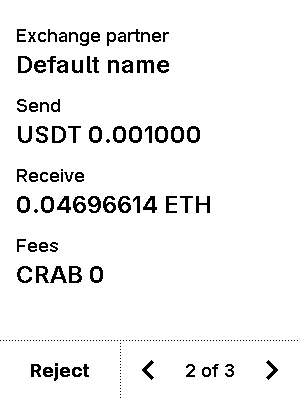 Exchange partner
Default name
Send
USDT 0.001000
Receive
0.04696614 ETH
Fees
CRAB 0
Reject
2 of 3